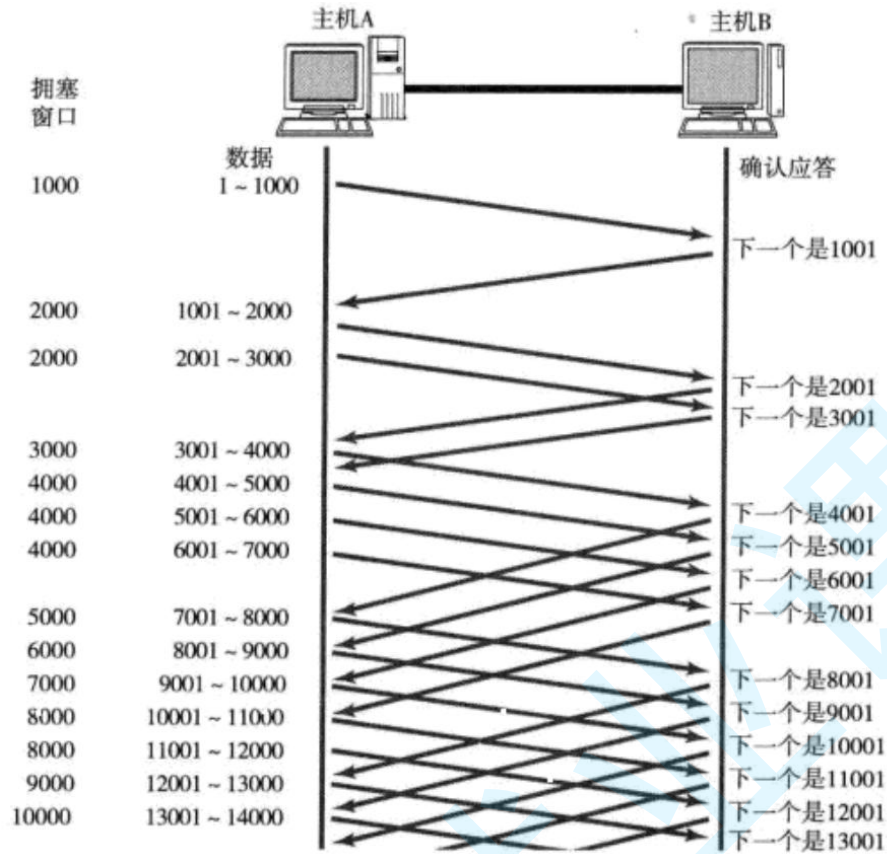 主机A
主机B
拥塞
窗口
数据
确认应答
1000 1 ~ 1000
下一个是1001
2000 1001 ~ 2000
2000 2001 ~ 3000
下一个是2001
下一个是3001
3000 3001 ~ 4000
4000 4001 ~ 5000
下一个是4001
4000 5001 ~ 6000
下一个是5001
4000 6001 ~ 7000
下一个是6001
下一个是7001
5000 7001 ~ 8000
6000 8001 ~ 9000
下一个是8001
7000 9001 ~ 10000
下一个是9001
8000 10001 ~ 11000
下一个是10001
8000 11001 ~ 12000
下一个是11001
9000 12001 ~ 13000
下一个是12001
10000 13001 ~ 14000
下一个是13001